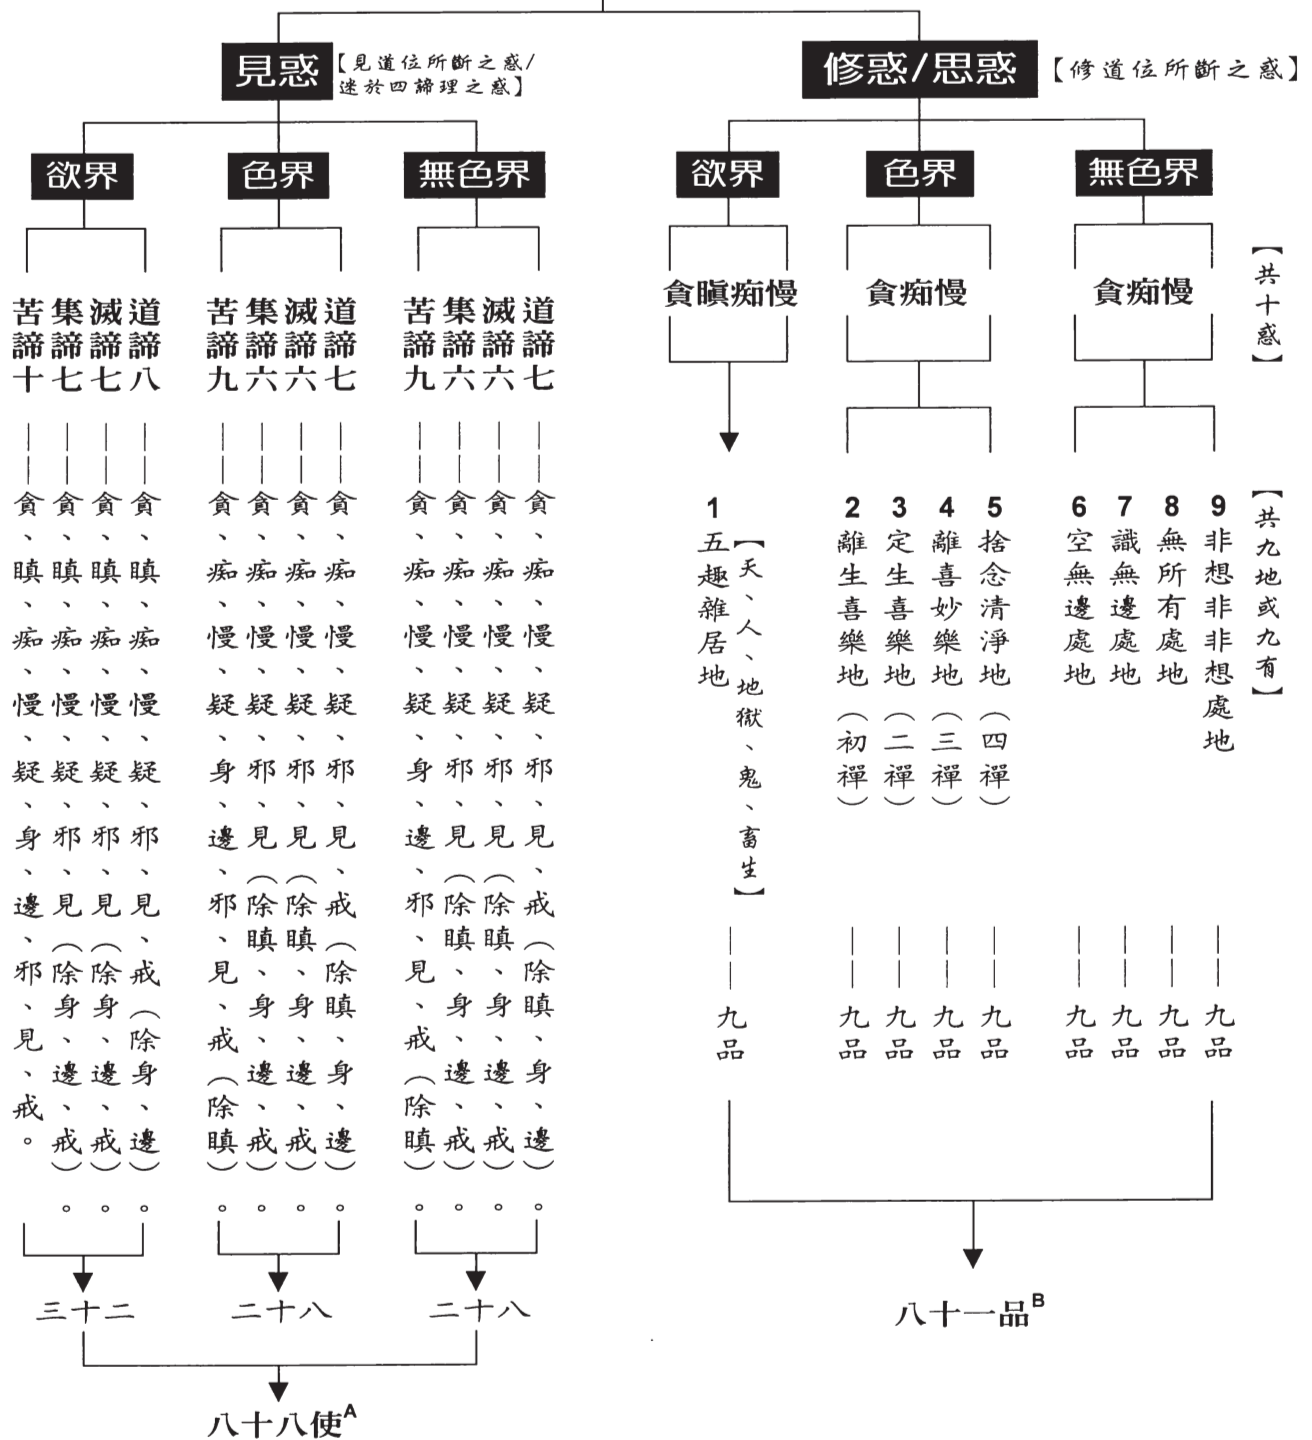 見惑
【見道位所斷之惑/
迷於四諦理之惑】
欲界
色界
無色界
苦諦十——貪、瞋、痴、慢、疑、身、邊、邪、見、戒。
集諦七——貪、瞋、痴、慢、疑、邪、見（除身、邊、戒）。
滅諦七——貪、瞋、痴、慢、疑、邪、見（除身、邊、戒）。
道諦八——貪、瞋、痴、慢、疑、邪、見、戒（除身、邊）。
苦諦九——貪、痴、慢、疑、身、邊、邪、見、戒（除瞋）。
集諦六——貪、痴、慢、疑、邪、見（除瞋、身、邊、戒）。
滅諦六——貪、痴、慢、疑、邪、見（除瞋、身、邊、戒）。
道諦七——貪、痴、慢、疑、邪、見、戒（除瞋、身、邊）。
苦諦九——貪、痴、慢、疑、身、邊、邪、見、戒（除瞋）。
集諦六——貪、痴、慢、疑、邪、見（除瞋、身、邊、戒）。
滅諦六——貪、痴、慢、疑、邪、見（除瞋、身、邊、戒）。
道諦七——貪、痴、慢、疑、邪、見、戒（除瞋、身、邊）。
三十二
二十八
二十八
八十八使A
修惑/思惑
【修道位所斷之惑】
欲界
色界
無色界
貪瞋痴慢
貪痴慢
貪痴慢
【共十惑】
1五趣雜居地
【天、人、地獄、鬼、畜生】
——九品
2離生喜樂地（初禪）——九品
3定生喜樂地（二禪）——九品
4離喜妙樂地（三禪）——九品
5捨念清淨地（四禪）——九品
6空無邊處地——九品
7識無邊處地——九品
8無所有處地——九品
9非想非非想處地——九品
【共九地或九有】
八十一品B